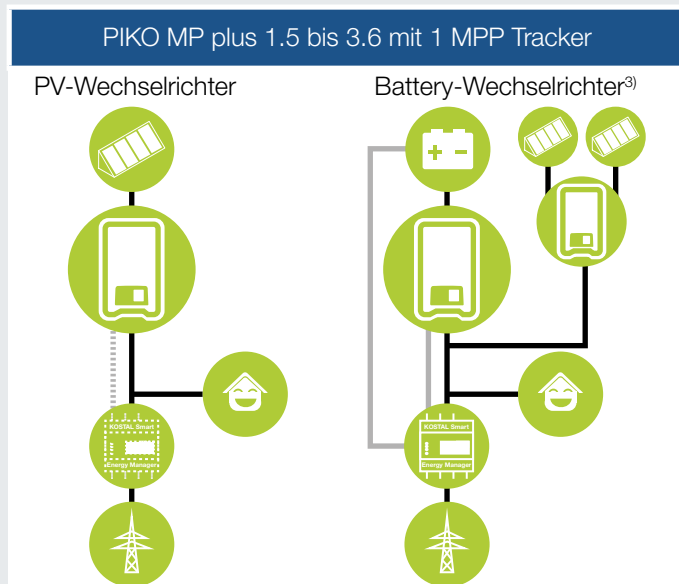 PIKO MP plus 1.5 bis 3.6 mit 1 MPP Tracker
PV-Wechselrichter
Battery-Wechselrichter³⁾
+ -
KOSTAL Smart
Energy Manager
KOSTAL Smart
Energy Manager